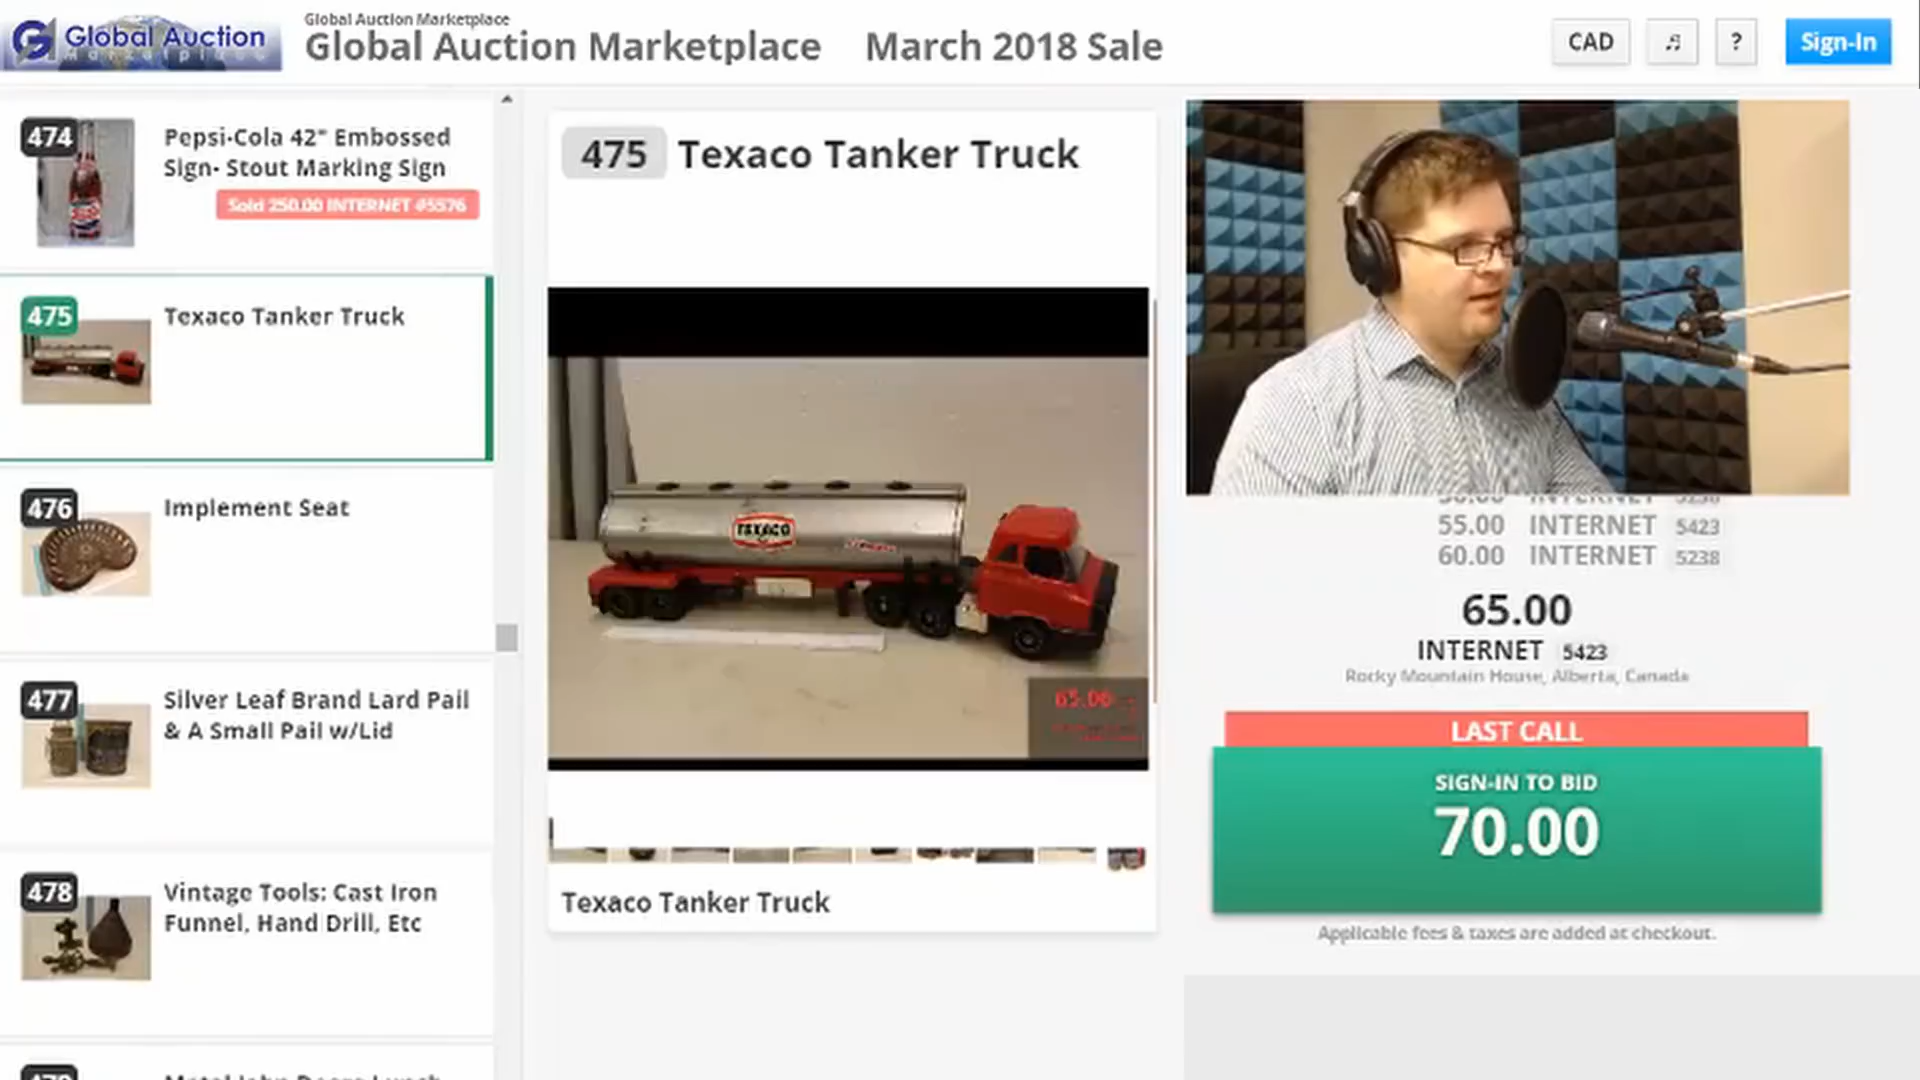 Global Auction
Marketplace
Global Auction Marketplace
Global Auction Marketplace March 2018 Sale
CAD
?
Sign-In
474
Pepsi-Cola 42" Embossed
Sign- Stout Marking Sign
Sold 250.00 INTERNET #5576
475
Texaco Tanker Truck
476
Implement Seat
477
Silver Leaf Brand Lard Pail
& A Small Pail w/Lid
478
Vintage Tools: Cast Iron
Funnel, Hand Drill, Etc
475 Texaco Tanker Truck
TEXACO
65.00
Texaco Tanker Truck
55.00 INTERNET 5423
60.00 INTERNET 5238
65.00
INTERNET 5423
Rocky Mountain House, Alberta, Canada
LAST CALL
SIGN-IN TO BID
70.00
Applicable fees & taxes are added at checkout.